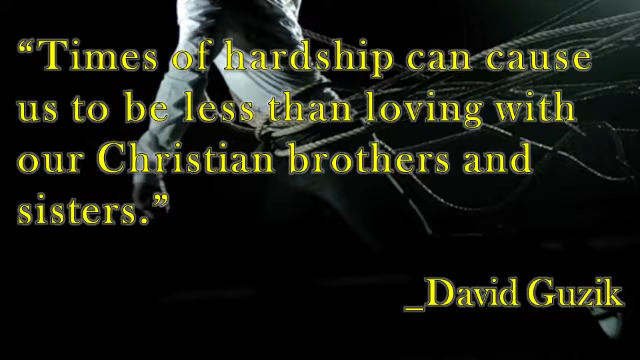 “Times of hardship can cause
us to be less than loving with
our Christian brothers and
sisters.”
_David Guzik